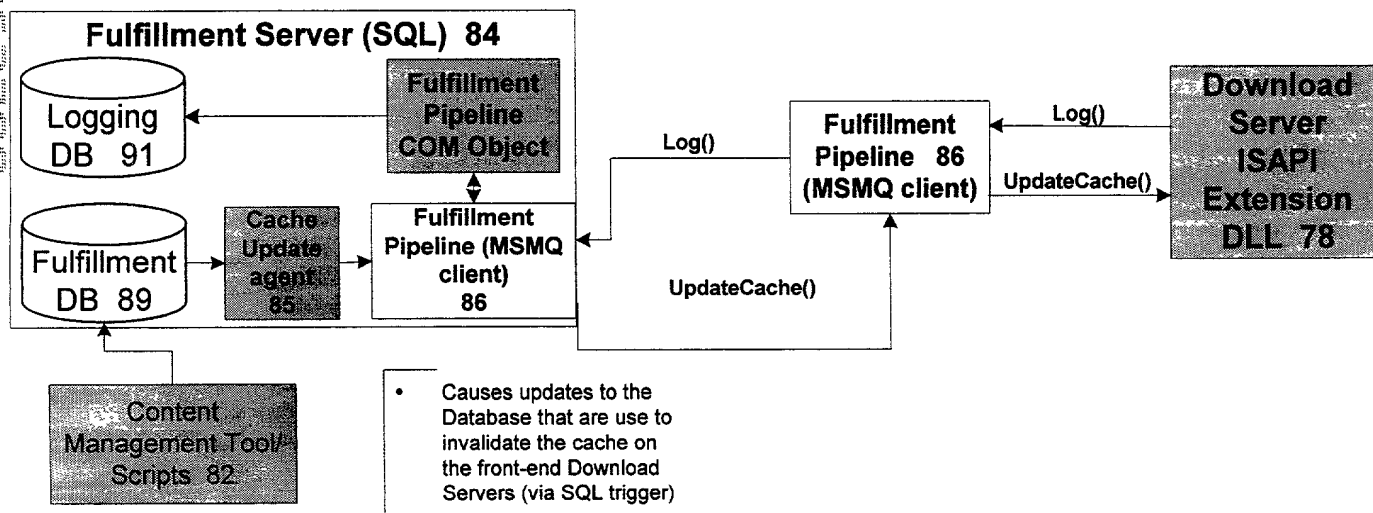 Fulfillment Server (SQL) 84
Logging
DB 91
Fulfillment
Pipeline
COM Object
Fulfillment
DB 89
Cache
Update
agent
85
Fulfillment
Pipeline (MSMQ
client)
86
Log()
UpdateCache()
Fulfillment
Pipeline 86
(MSMQ client)
Log()
UpdateCache()
Download
Server
ISAPI
Extension
DLL 78
Content
Management Tool/
Scripts 82
• Causes updates to the
Database that are use to
invalidate the cache on
the front-end Download
Servers (via SQL trigger)